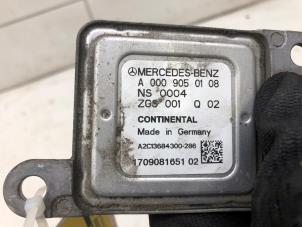 MERCEDES-BENZ
A 000 905 01 08
NS 0004
ZGS 001 Q 02
CONTINENTAL
Made in Germany
A2C13684300-286
1709081651 02